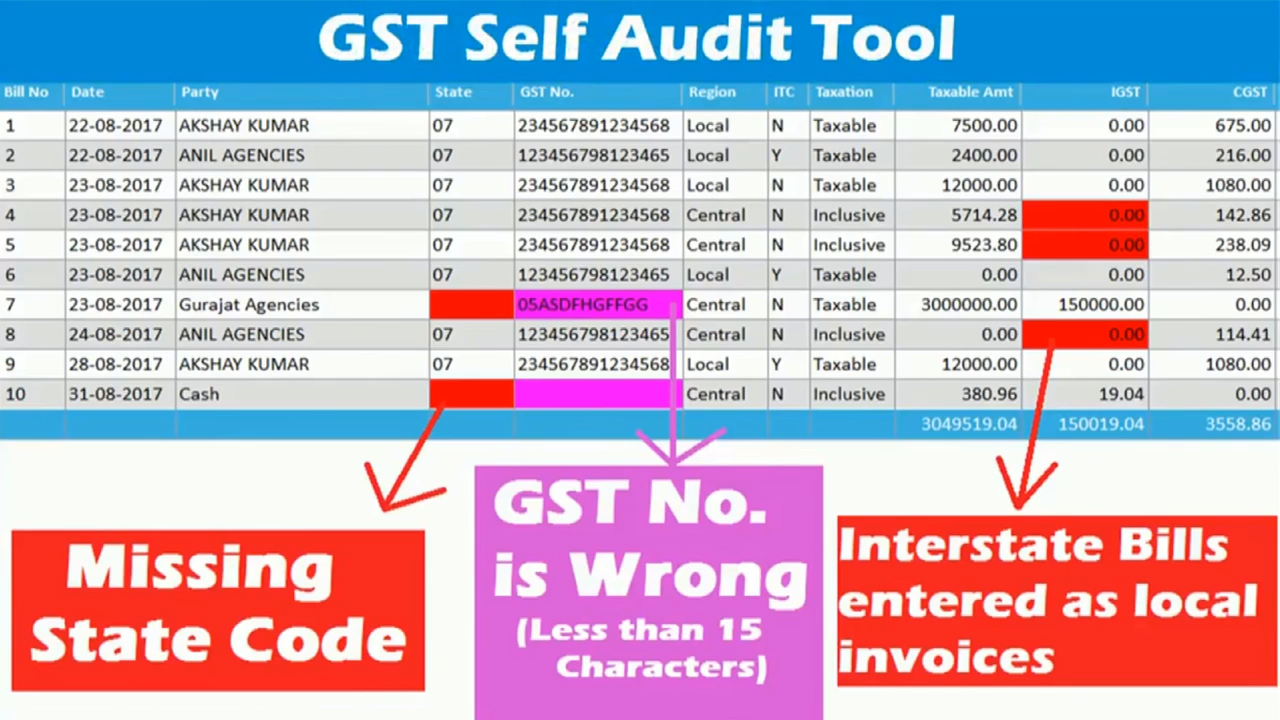 GST Self Audit Tool
Bill No Date Party State GST No. Region ITC Taxation Taxable Amt IGST CGST
1 22-08-2017 AKSHAY KUMAR 07 234567891234568 Local N Taxable 7500.00 0.00 675.00
2 22-08-2017 ANIL AGENCIES 07 123456798123465 Local Y Taxable 2400.00 0.00 216.00
3 23-08-2017 AKSHAY KUMAR 07 234567891234568 Local N Taxable 12000.00 0.00 1080.00
4 23-08-2017 AKSHAY KUMAR 07 234567891234568 Central N Inclusive 5714.28 0.00 142.86
5 23-08-2017 AKSHAY KUMAR 07 234567891234568 Central N Inclusive 9523.80 0.00 238.09
6 23-08-2017 ANIL AGENCIES 07 123456798123465 Local Y Taxable 0.00 0.00 12.50
7 23-08-2017 Gurajat Agencies 05ASDFHGFFGG Central N Taxable 3000000.00 150000.00 0.00
8 24-08-2017 ANIL AGENCIES 07 123456798123465 Central N Inclusive 0.00 0.00 114.41
9 28-08-2017 AKSHAY KUMAR 07 234567891234568 Local Y Taxable 12000.00 0.00 1080.00
10 31-08-2017 Cash Central N Inclusive 380.96 19.04 0.00
3049519.04 150019.04 3558.86
Missing
State Code
GST No.
is Wrong
(Less than 15
Characters)
Interstate Bills
entered as local
invoices